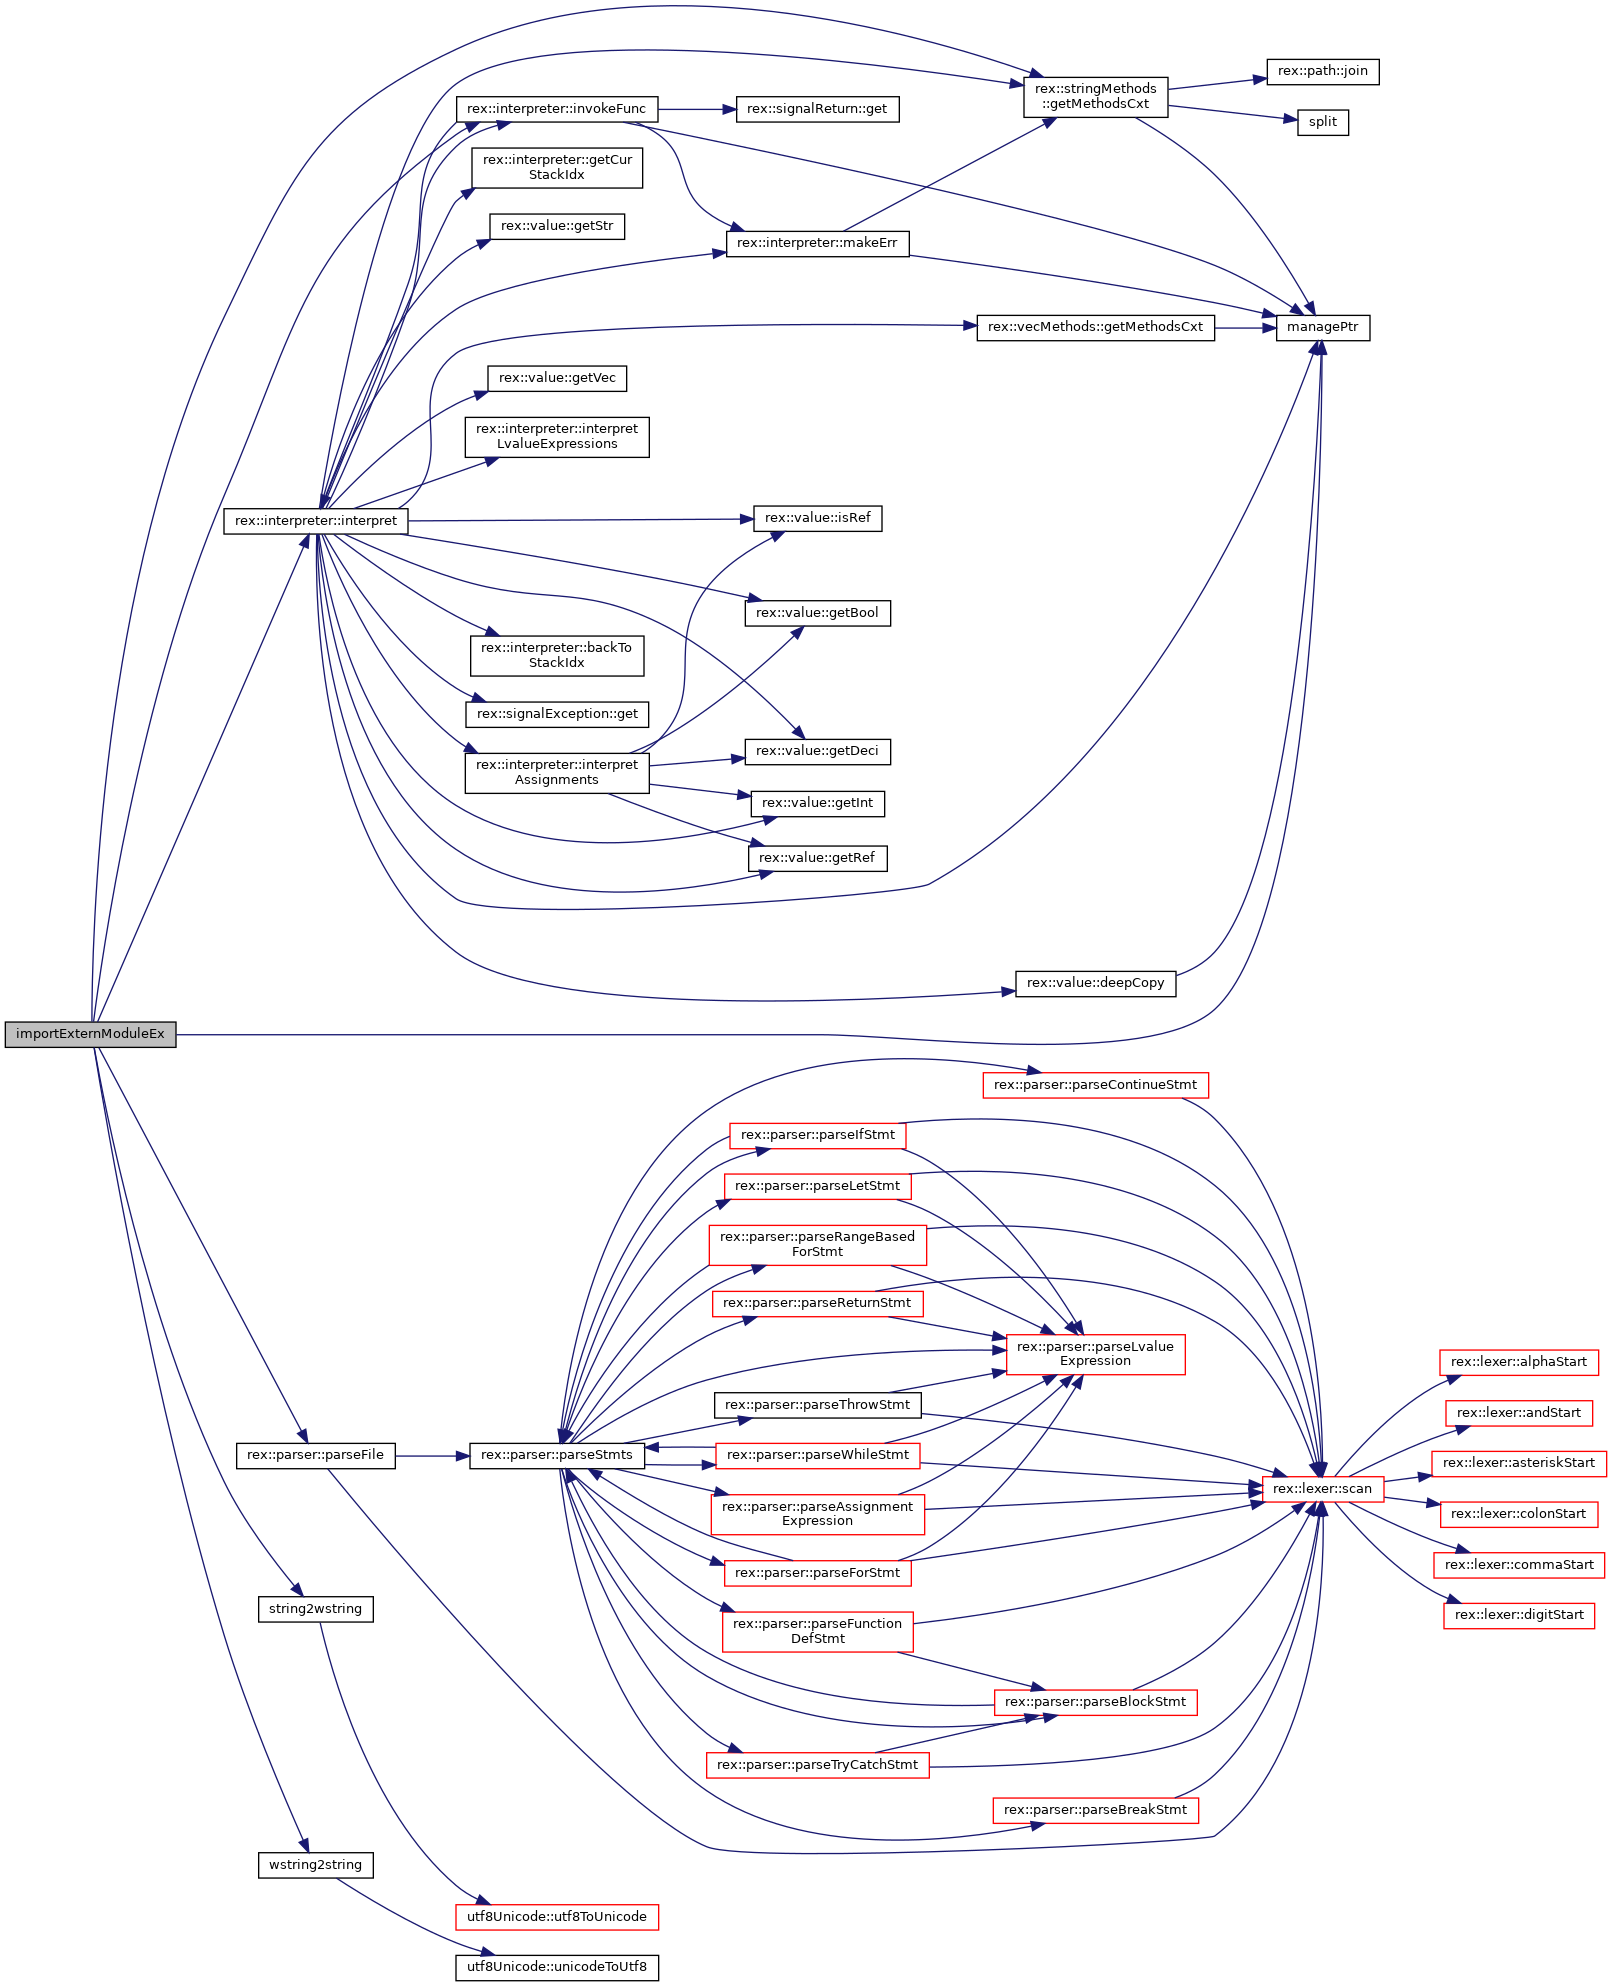 rex::path::join
rex::stringMethods
::getMethodsCxt
rex::interpreter::invokeFunc
rex::signalReturn::get
split
rex::interpreter::getCur
StackIdx
rex::value::getStr
rex::interpreter::makeErr
rex::vecMethods::getMethodsCxt
managePtr
rex::value::getVec
rex::interpreter::interpret
LvalueExpressions
rex::interpreter::interpret
rex::value::isRef
rex::value::getBool
rex::interpreter::backTo
StackIdx
rex::signalException::get
rex::value::getDeci
rex::interpreter::interpret
Assignments
rex::value::getInt
rex::value::getRef
rex::value::deepCopy
importExternModuleEx
rex::parser::parseContinueStmt
rex::parser::parseIfStmt
rex::parser::parseLetStmt
rex::parser::parseRangeBased
ForStmt
rex::parser::parseReturnStmt
rex::parser::parseLvalue
Expression
rex::lexer::alphaStart
rex::parser::parseThrowStmt
rex::lexer::andStart
rex::parser::parseFile
rex::parser::parseStmts
rex::parser::parseWhileStmt
rex::lexer::asteriskStart
rex::lexer::scan
rex::parser::parseAssignment
Expression
rex::lexer::colonStart
rex::parser::parseForStmt
rex::lexer::commaStart
string2wstring
rex::lexer::digitStart
rex::parser::parseFunction
DefStmt
rex::parser::parseBlockStmt
rex::parser::parseTryCatchStmt
rex::parser::parseBreakStmt
wstring2string
utf8Unicode::utf8ToUnicode
utf8Unicode::unicodeToUtf8